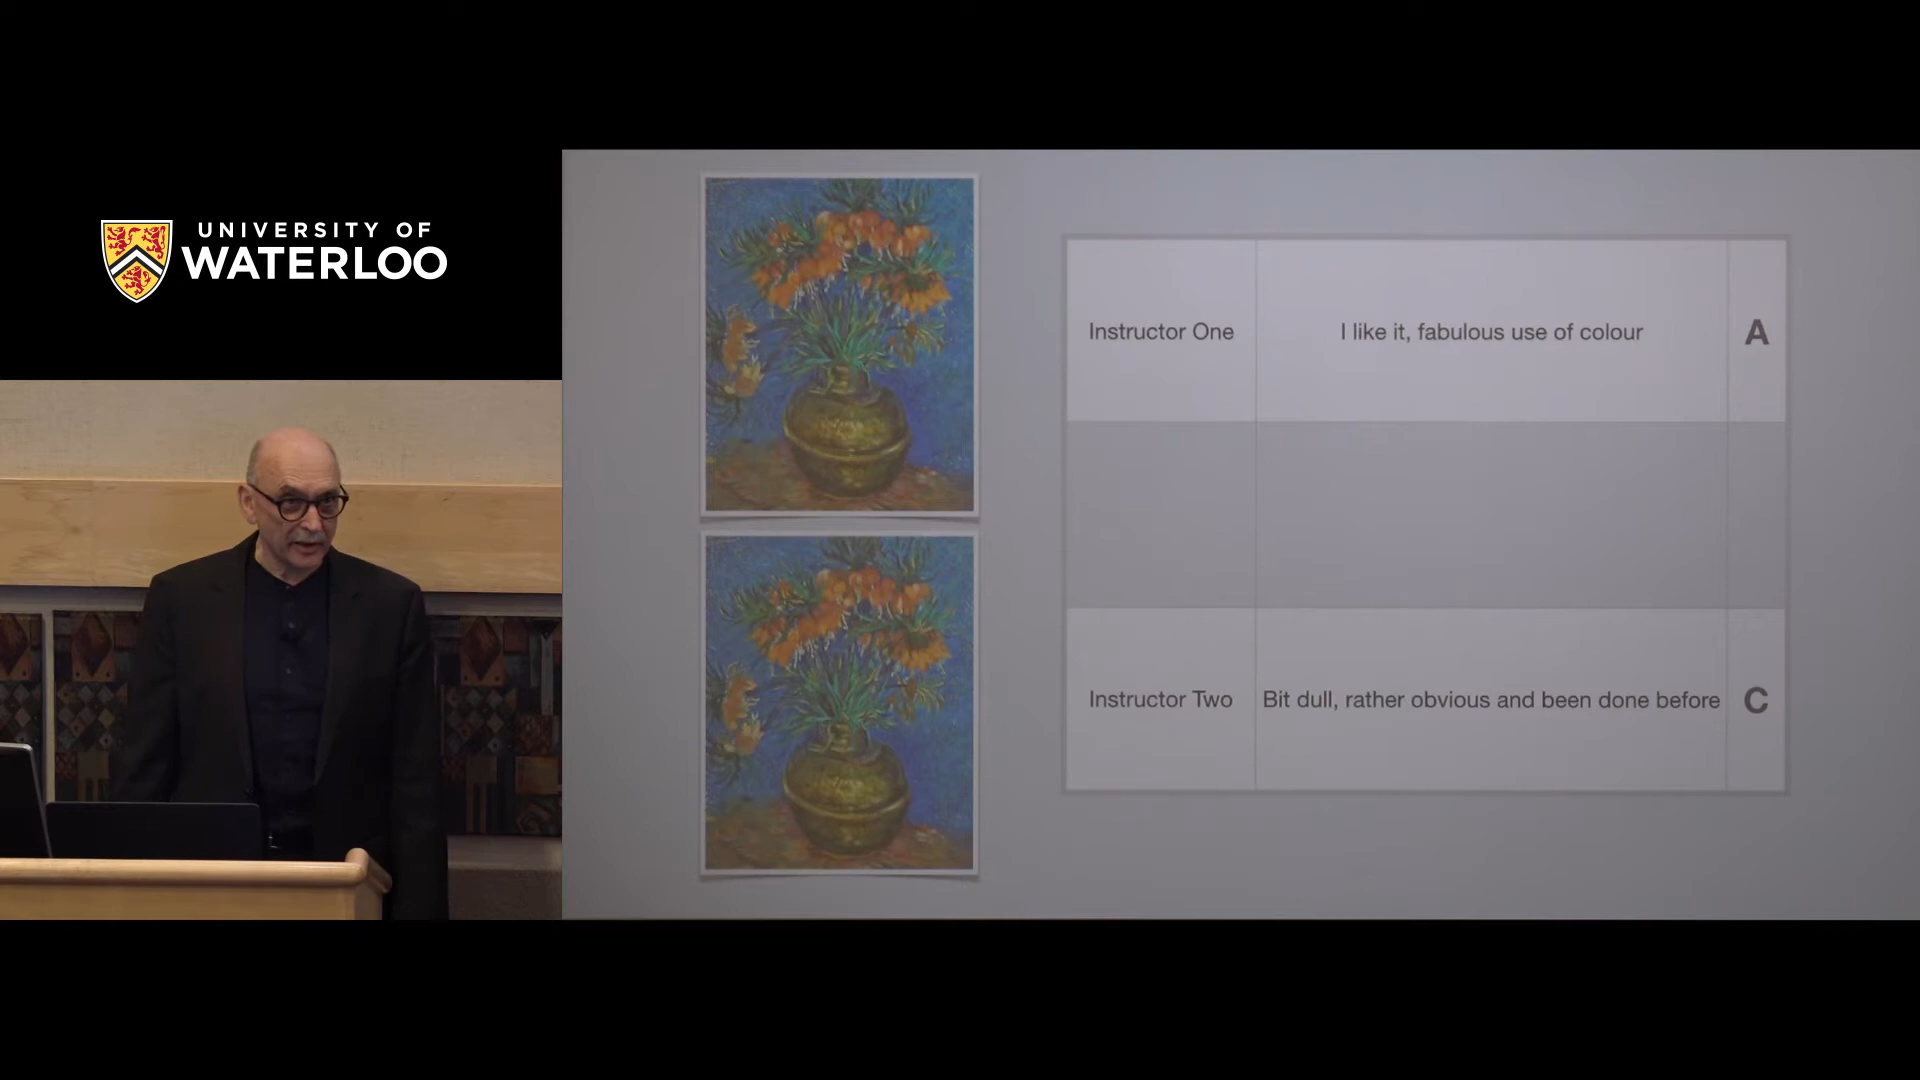 UNIVERSITY OF
WATERLOO
Instructor One
I like it, fabulous use of colour
A
Instructor Two
Bit dull, rather obvious and been done before
C